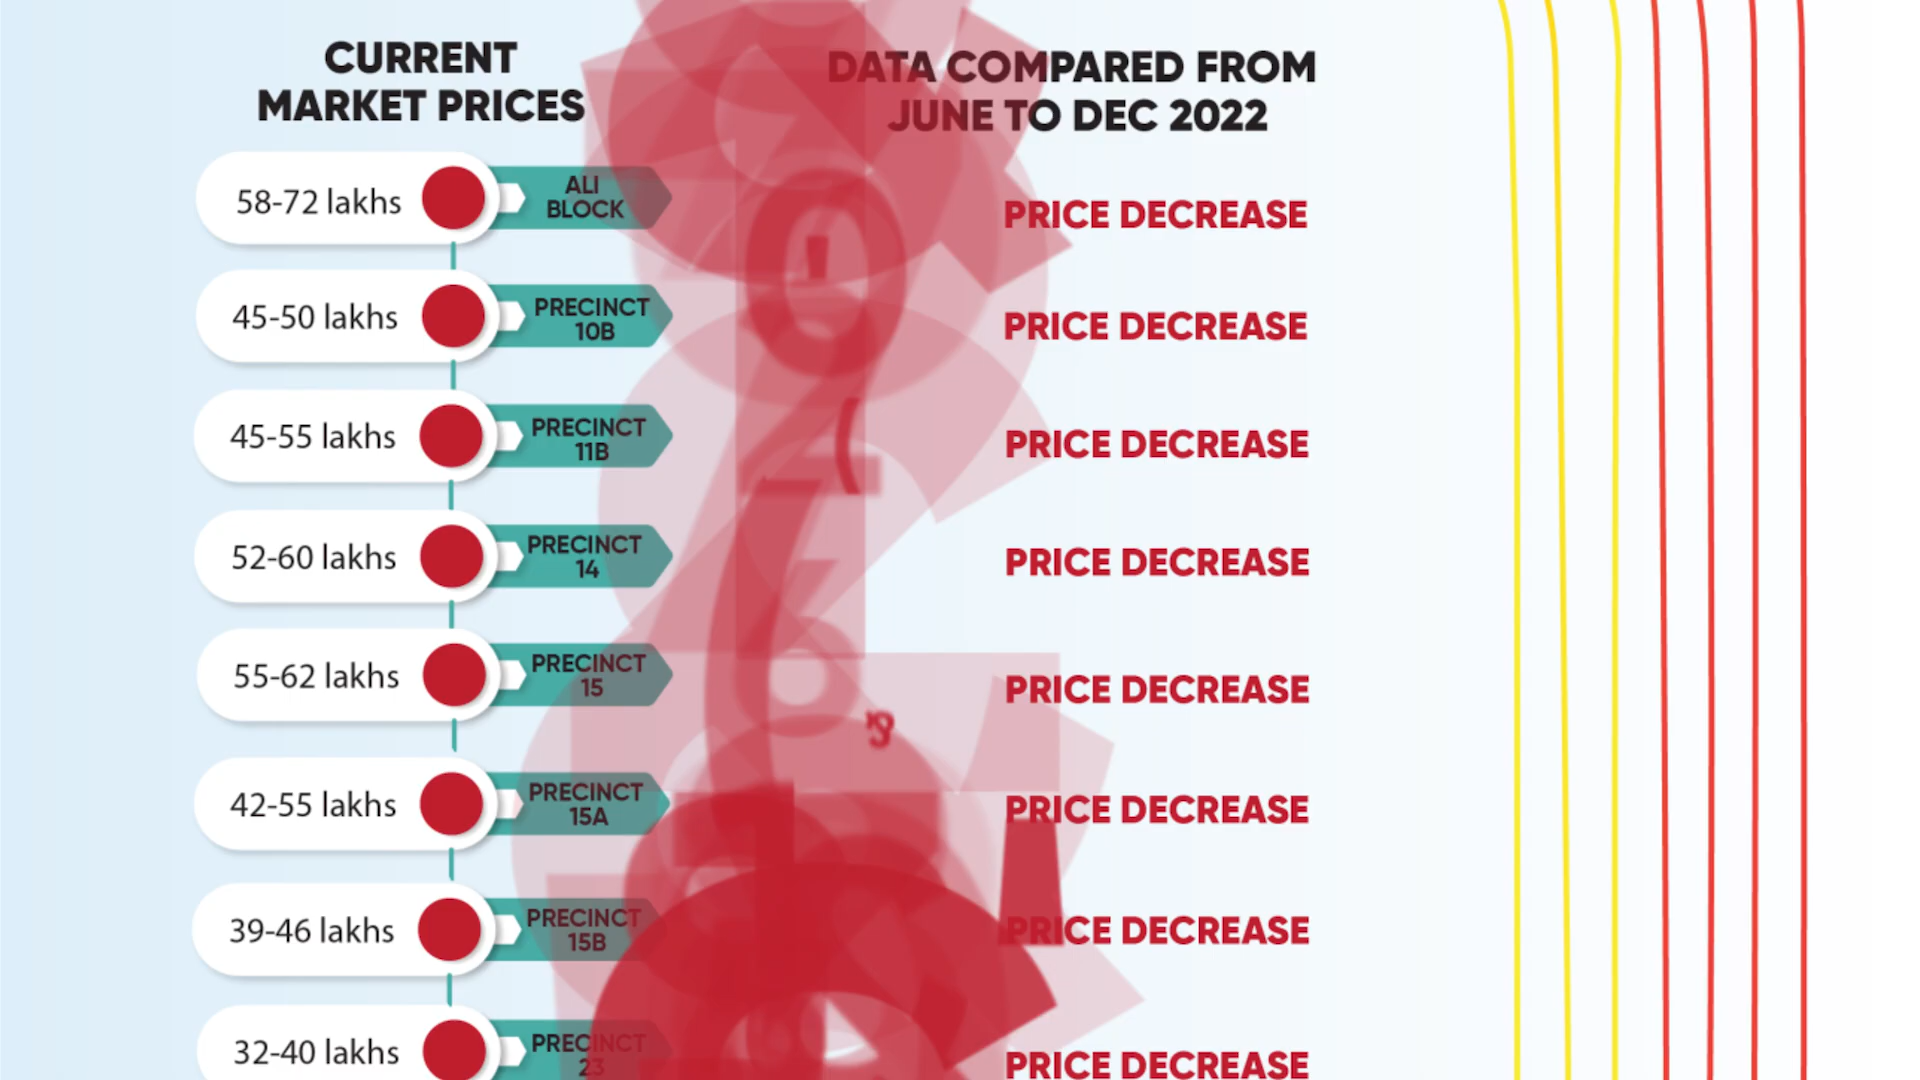 CURRENT
MARKET PRICES
DATA COMPARED FROM
JUNE TO DEC 2022
58-72 lakhs
ALI
BLOCK
PRICE DECREASE
45-50 lakhs
PRECINCT
10B
PRICE DECREASE
45-55 lakhs
PRECINCT
11B
PRICE DECREASE
52-60 lakhs
PRECINCT
14
PRICE DECREASE
55-62 lakhs
PRECINCT
15
PRICE DECREASE
42-55 lakhs
PRECINCT
15A
PRICE DECREASE
39-46 lakhs
PRECINCT
15B
PRICE DECREASE
32-40 lakhs
PRECINCT
23
PRICE DECREASE